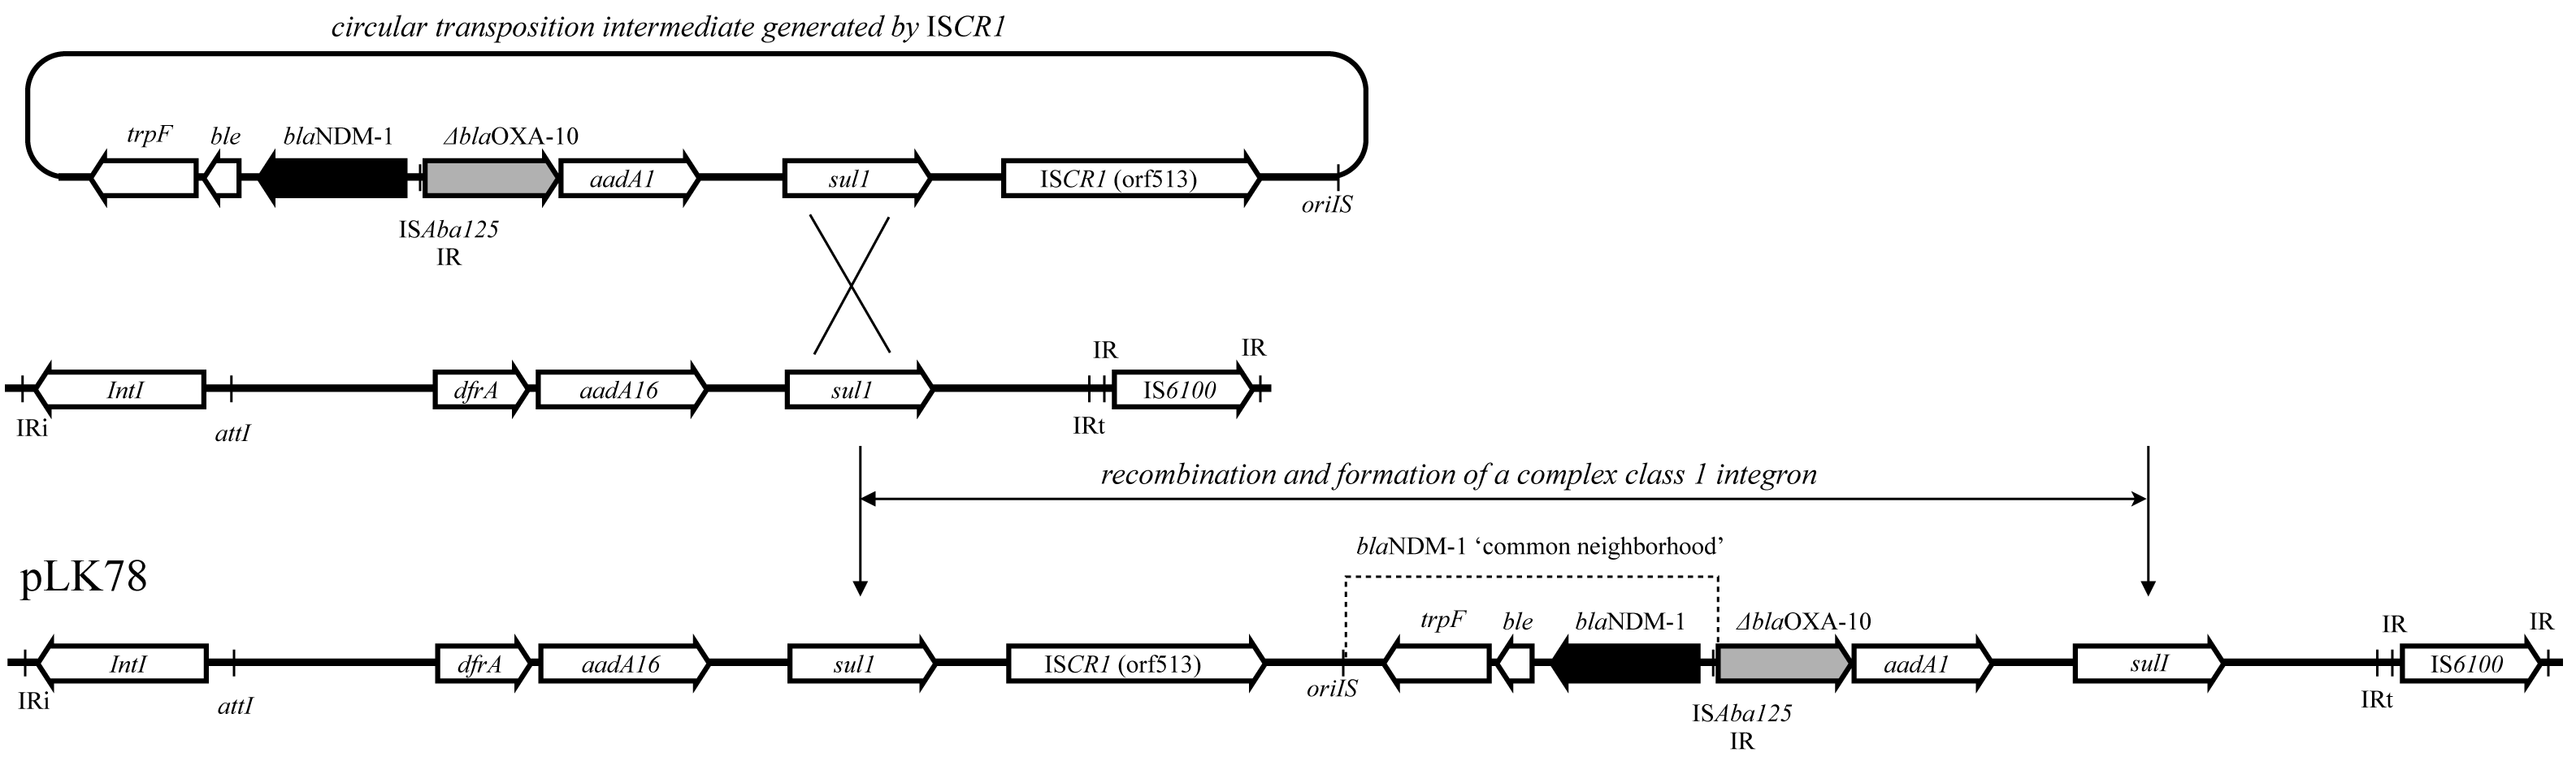 circular transposition intermediate generated by ISCR1
trpF ble blaNDM-1 ΔblaOXA-10
aadA1 sul1 ISCR1 (orf513)
oriIS
ISAba125
IR
IR IR
IntI dfrA aadA16 sul1 IS6100
IRi attI IRt
recombination and formation of a complex class 1 integron
blaNDM-1 ‘common neighborhood’
pLK78
trpF ble blaNDM-1 ΔblaOXA-10 IR IR
IntI dfrA aadA16 sul1 ISCR1 (orf513) aadA1 sulI IS6100
IRi attI oriIS IRt
ISAba125
IR